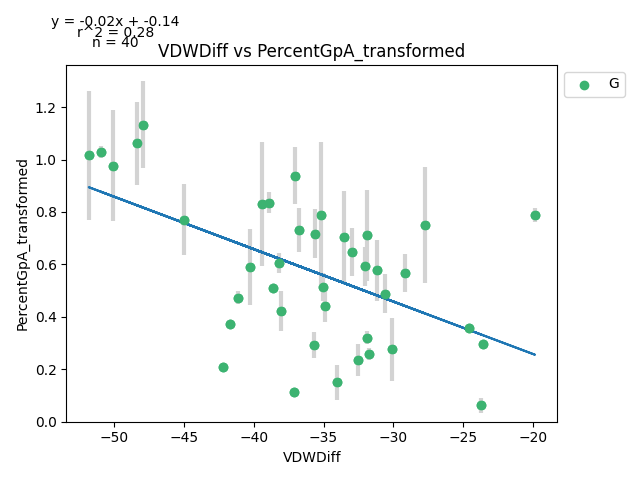 y = -0.02x + -0.14
r^2 = 0.28
n = 40
VDWDiff vs PercentGpA_transformed
G
1.2
1.0
0.8
0.6
0.4
0.2
0.0
PercentGpA_transformed
−50 −45 −40 −35 −30 −25 −20
VDWDiff